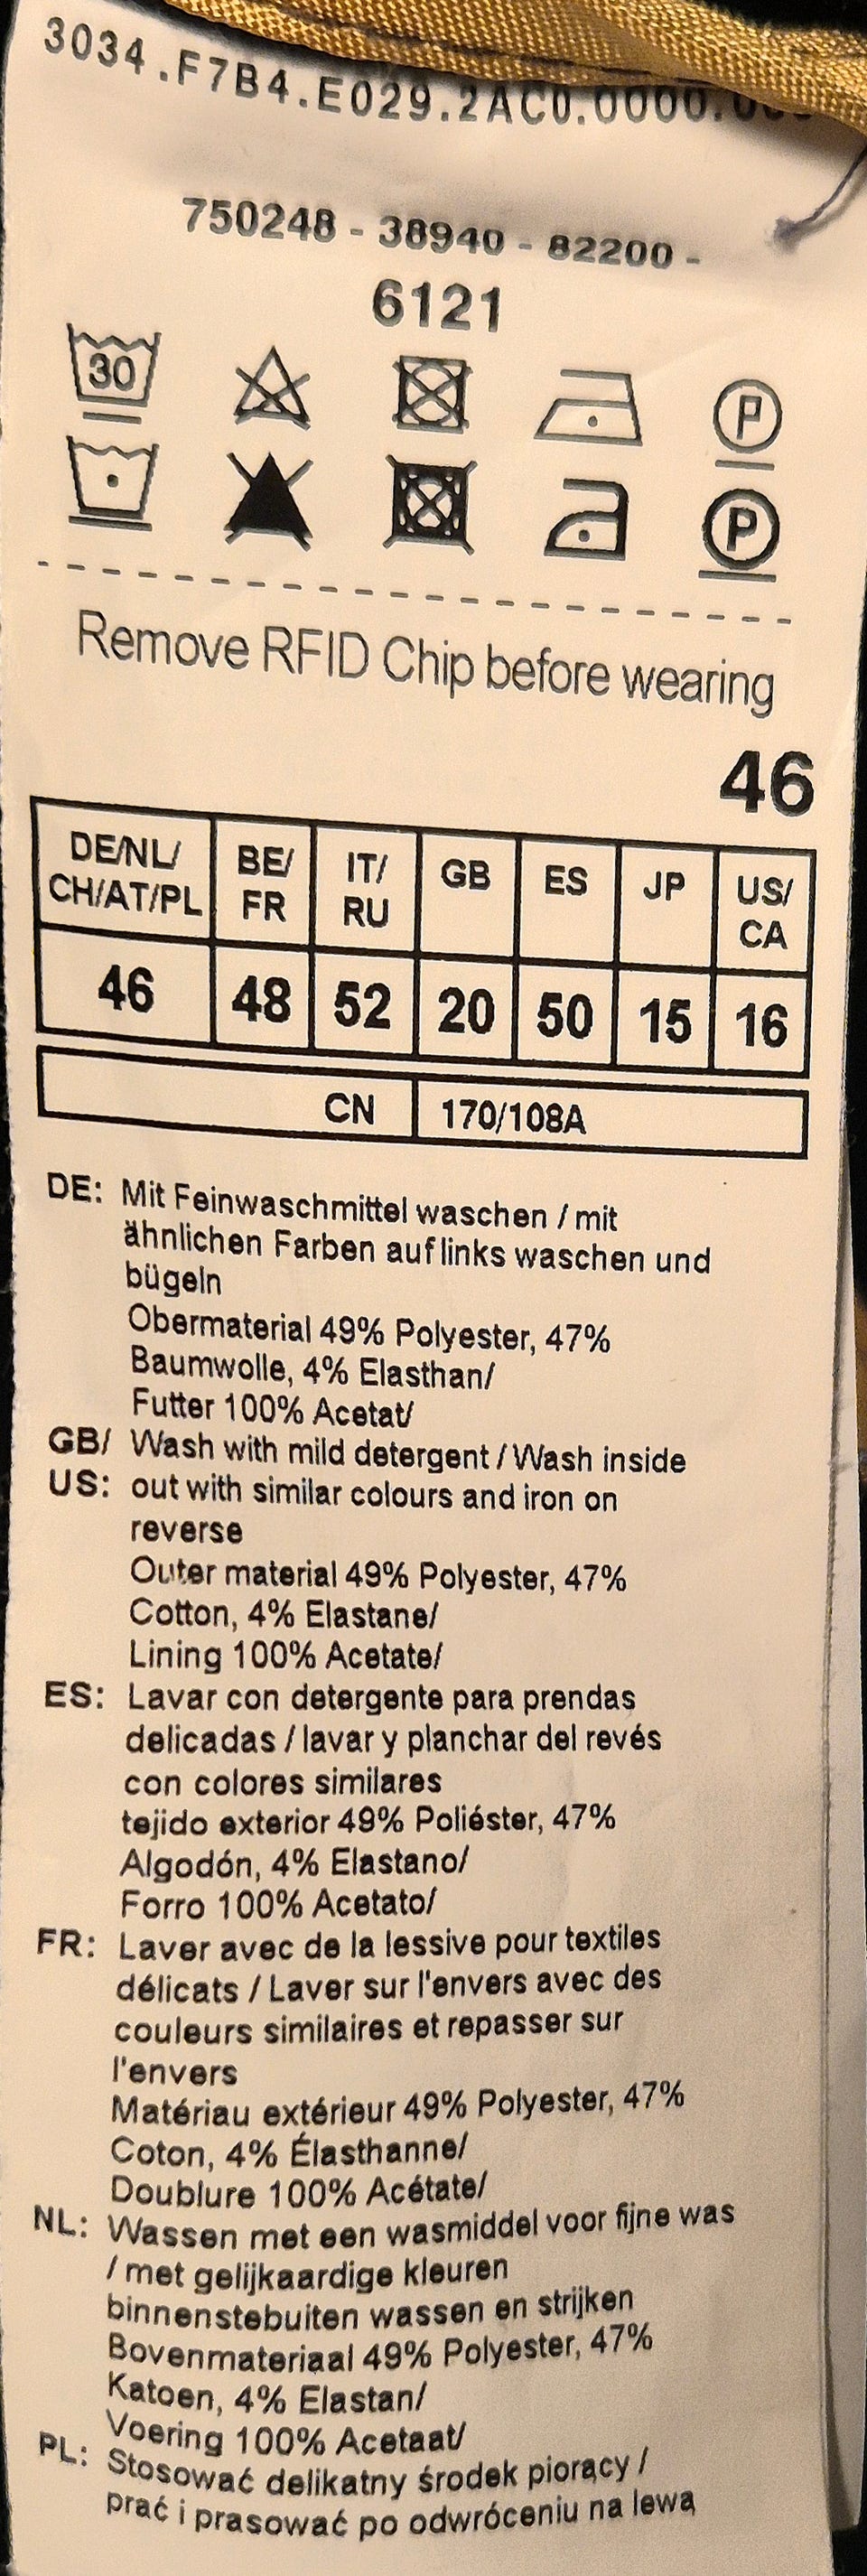 3034.F7B4.E029.2AC0.0000.
750248 - 38940 - 82200 -
6121
30 P
P
Remove RFID Chip before wearing
46
DE/NL/CH/AT/PL BE/FR IT/RU GB ES JP US/CA
46 48 52 20 50 15 16
CN 170/108A
DE: Mit Feinwaschmittel waschen / mit
ähnlichen Farben auf links waschen und
bügeln
Obermaterial 49% Polyester, 47%
Baumwolle, 4% Elasthan/
Futter 100% Acetat/
GB/ Wash with mild detergent / Wash inside
US: out with similar colours and iron on
reverse
Outer material 49% Polyester, 47%
Cotton, 4% Elastane/
Lining 100% Acetate/
ES: Lavar con detergente para prendas
delicadas / lavar y planchar del revés
con colores similares
tejido exterior 49% Poliéster, 47%
Algodón, 4% Elastano/
Forro 100% Acetato/
FR: Laver avec de la lessive pour textiles
délicats / Laver sur l'envers avec des
couleurs similaires et repasser sur
l'envers
Matériau extérieur 49% Polyester, 47%
Coton, 4% Élasthanne/
Doublure 100% Acétate/
NL: Wassen met een wasmiddel voor fijne was
/ met gelijkaardige kleuren
binnenstebuiten wassen en strijken
Bovenmateriaal 49% Polyester, 47%
Katoen, 4% Elastan/
Voering 100% Acetaat/
PL: Stosować delikatny środek piorący /
prać i prasować po odwróceniu na lewą